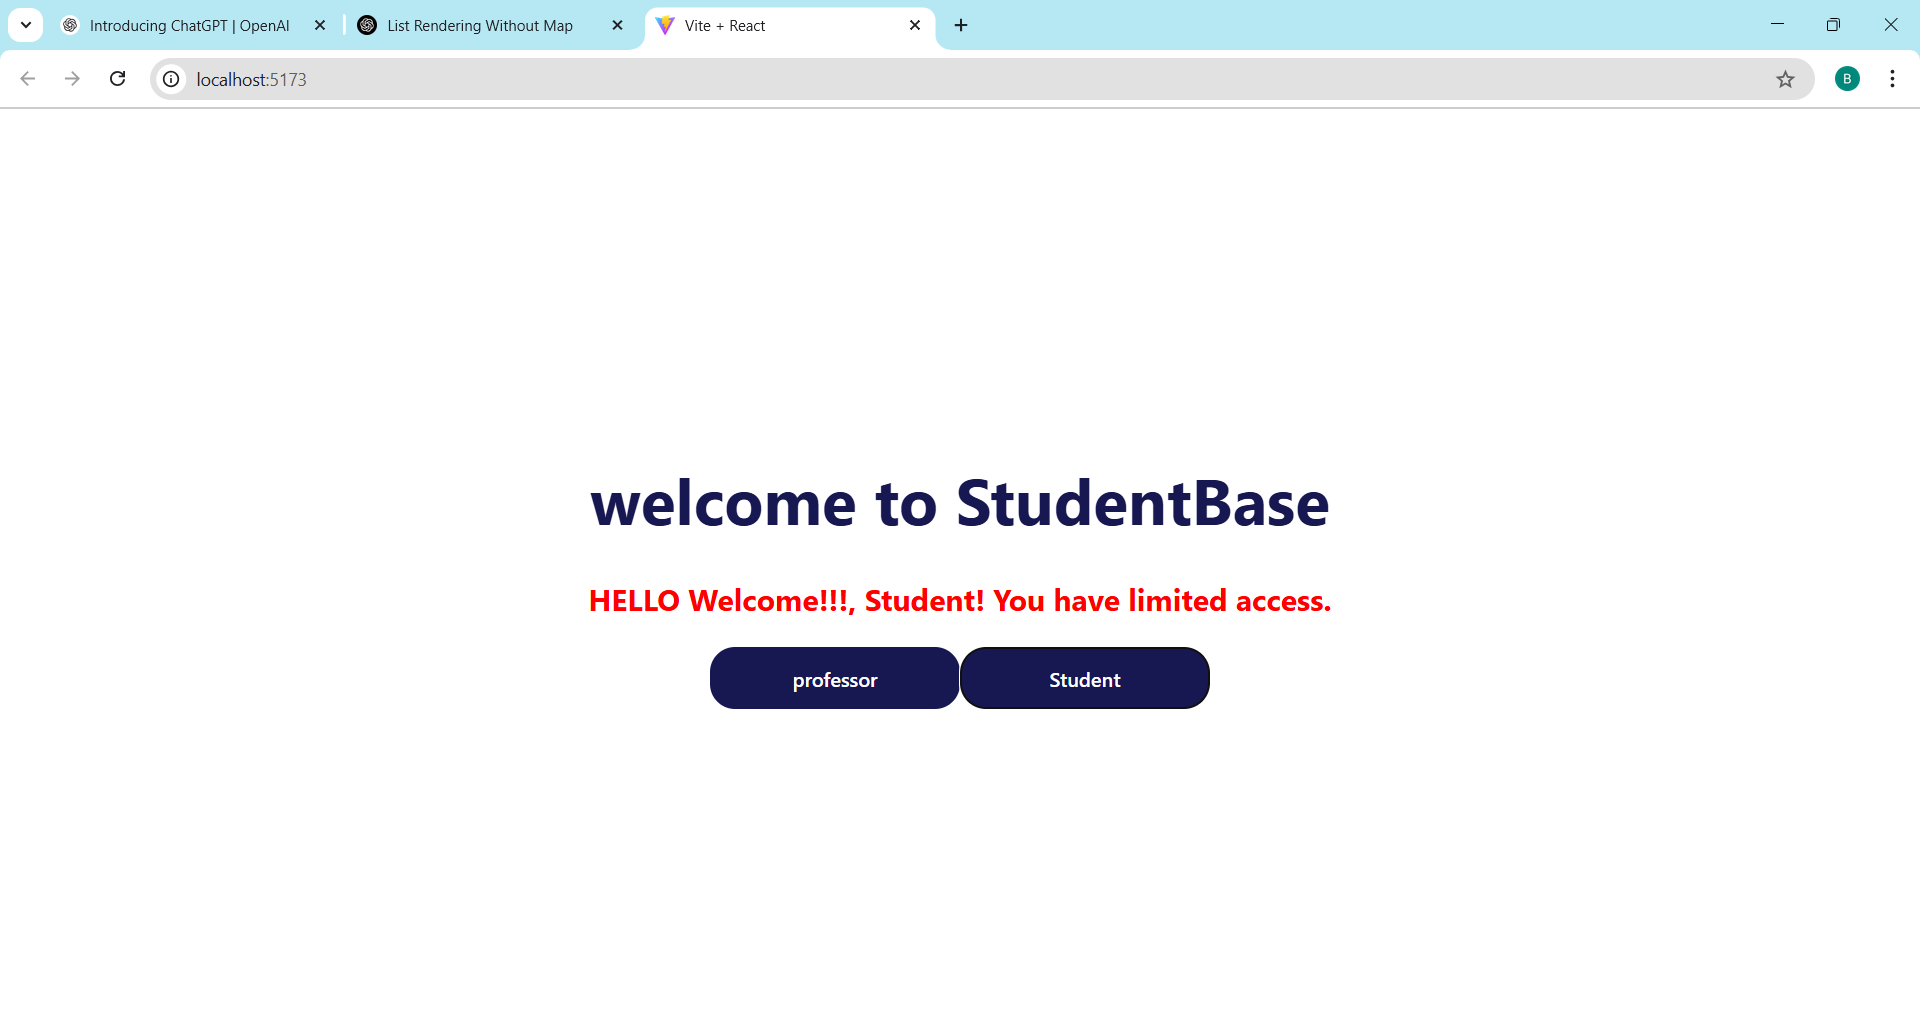 Introducing ChatGPT | OpenAI
List Rendering Without Map
Vite + React
localhost:5173
B
welcome to StudentBase
HELLO Welcome!!!, Student! You have limited access.
professor
Student